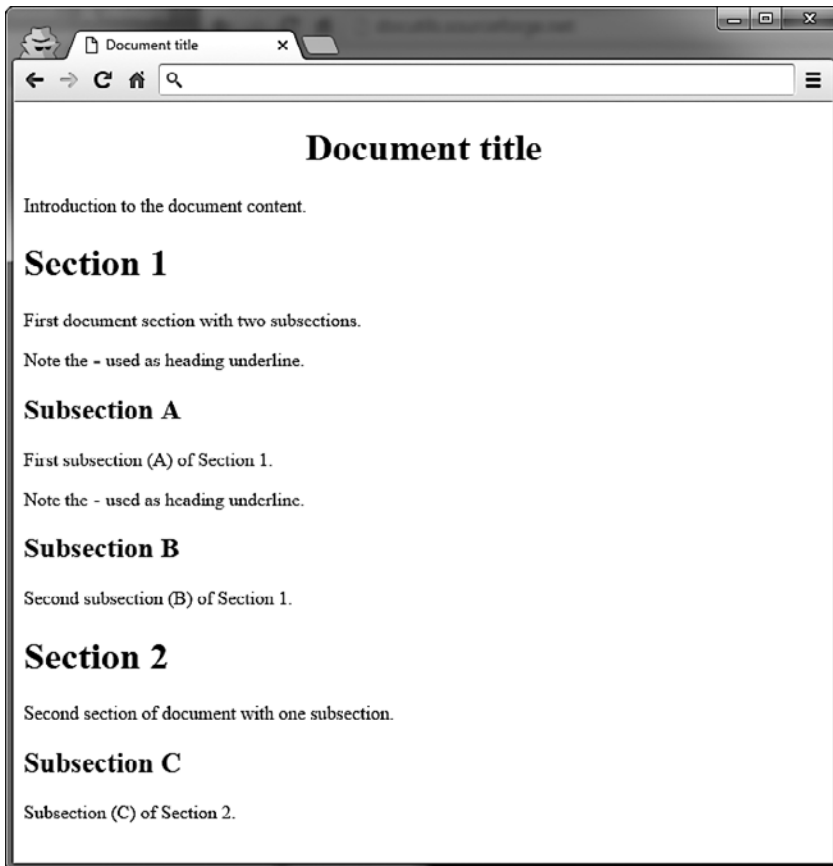 Document title
Document title
Introduction to the document content.
Section 1
First document section with two subsections.
Note the - used as heading underline.
Subsection A
First subsection (A) of Section 1.
Note the - used as heading underline.
Subsection B
Second subsection (B) of Section 1.
Section 2
Second section of document with one subsection.
Subsection C
Subsection (C) of Section 2.